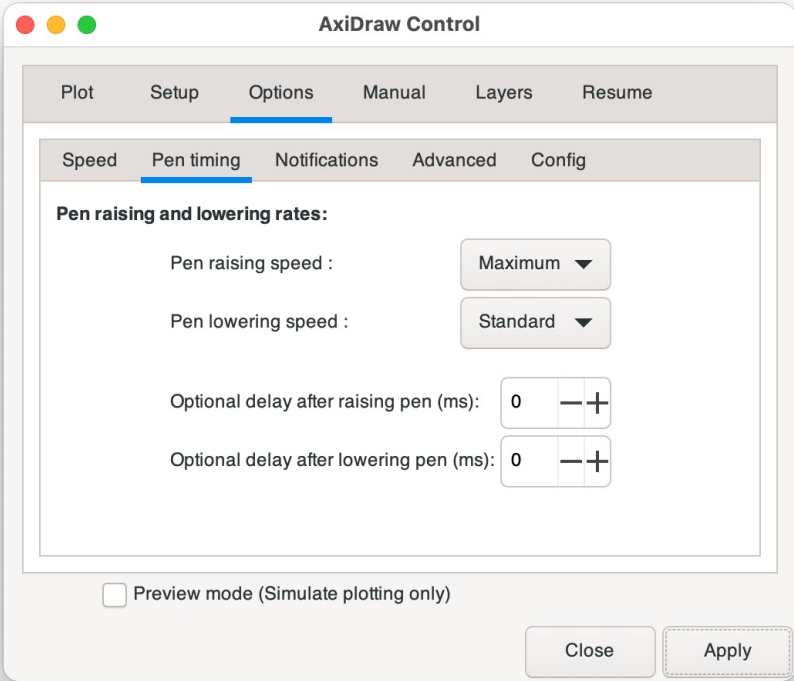 AxiDraw Control
Plot Setup Options Manual Layers Resume
Speed Pen timing Notifications Advanced Config
Pen raising and lowering rates:
Pen raising speed : Maximum
Pen lowering speed : Standard
Optional delay after raising pen (ms): 0
Optional delay after lowering pen (ms): 0
Preview mode (Simulate plotting only)
Close Apply